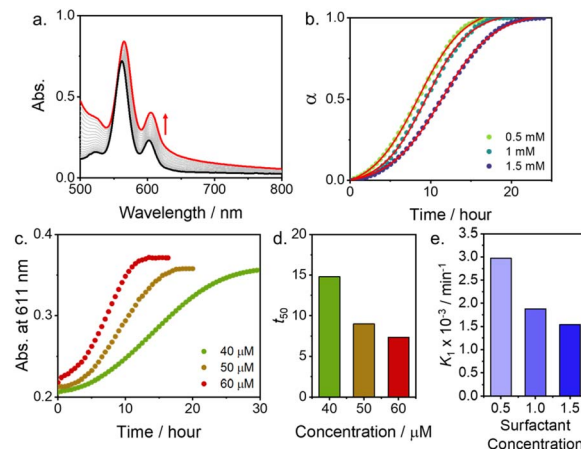 a.
Abs.
1.0
0.5
0.0
500 600 700 800
Wavelength / nm
b.
α
1.0
0.5
0.0
0.5 mM
1 mM
1.5 mM
0 10 20
Time / hour
c.
Abs. at 611 nm
0.4
0.3
0.2
40 μM
50 μM
60 μM
0 10 20 30
Time / hour
d.
t50
20
15
10
5
0
40 50 60
Concentration / μM
e.
K1 x 10-3 / min-1
3.5
3.0
2.5
2.0
1.5
1.0
0.5
0.0
0.5 1.0 1.5
Surfactant
Concentration